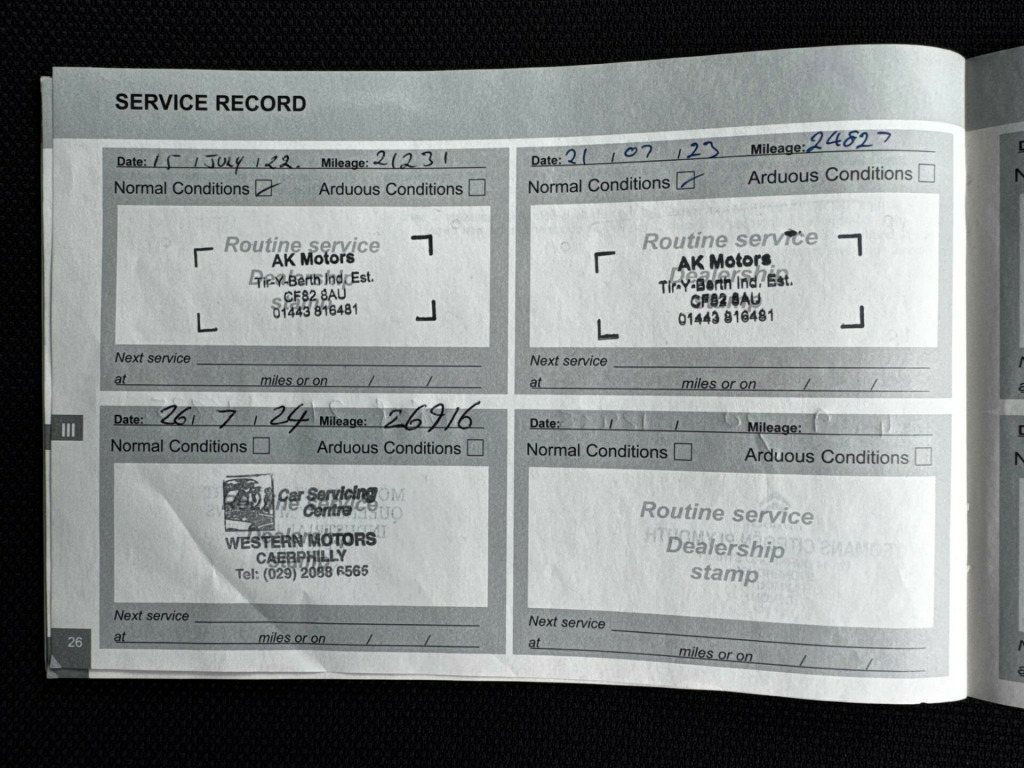 SERVICE RECORD
Date: 15 / JULY / 22. Mileage: 21231
Normal Conditions Arduous Conditions
Routine service
Dealership
stamp
AK Motors
Tir-Y-Berth Ind. Est.
CF82 8AU
01443 816481
Next service
at miles or on / /
Date: 21 / 07 / 23 Mileage: 24827
Normal Conditions Arduous Conditions
Routine service
Dealership
AK Motors
Tir-Y-Berth Ind. Est.
CF82 8AU
01443 816481
Next service
at miles or on / /
Date: 26 / 7 / 24 Mileage: 26916
Normal Conditions Arduous Conditions
Routine service
stamp
Car Servicing
Centre
WESTERN MOTORS
CAERPHILLY
Tel: (029) 2088 6565
Next service
at miles or on / /
Date: / / Mileage:
Normal Conditions Arduous Conditions
Routine service
Dealership
stamp
Next service
at miles or on / /
III
26